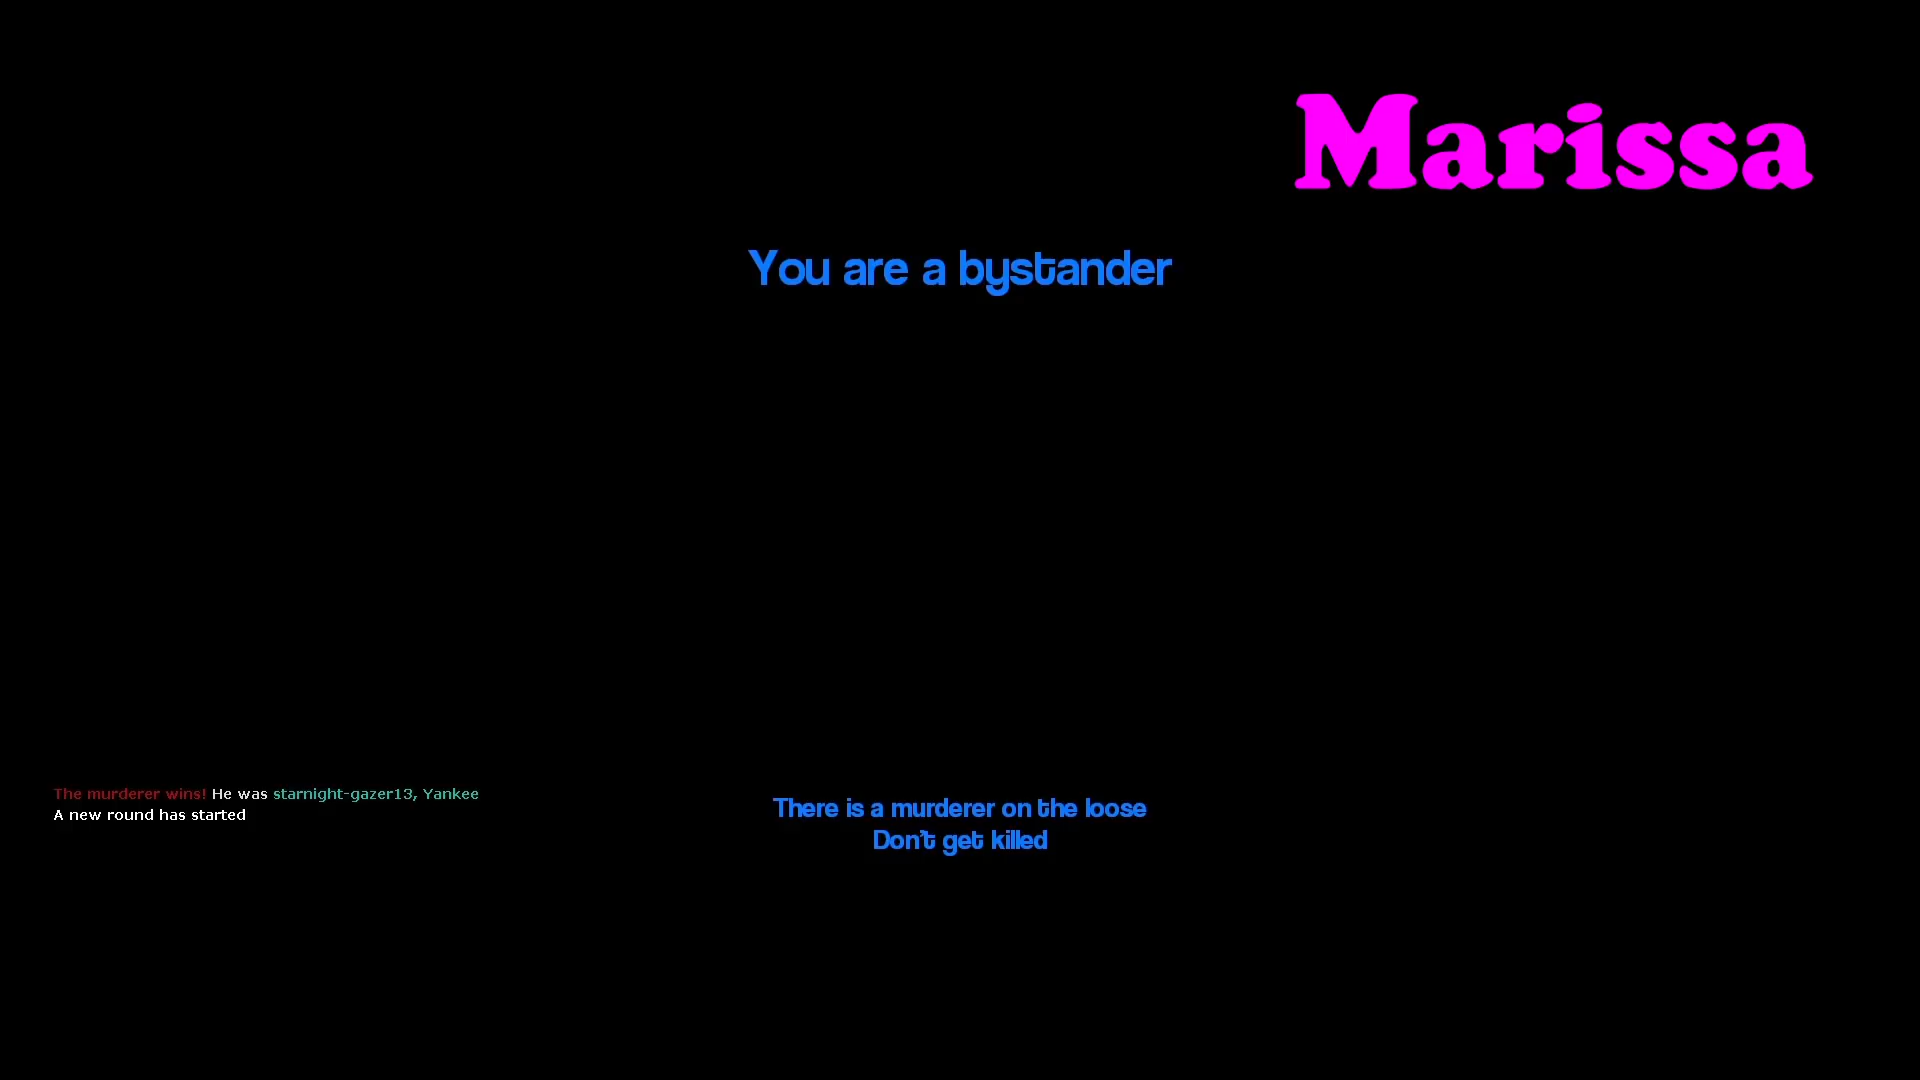 Marissa
You are a bystander
The murderer wins! He was starnight-gazer13, Yankee
A new round has started
There is a murderer on the loose
Don't get killed